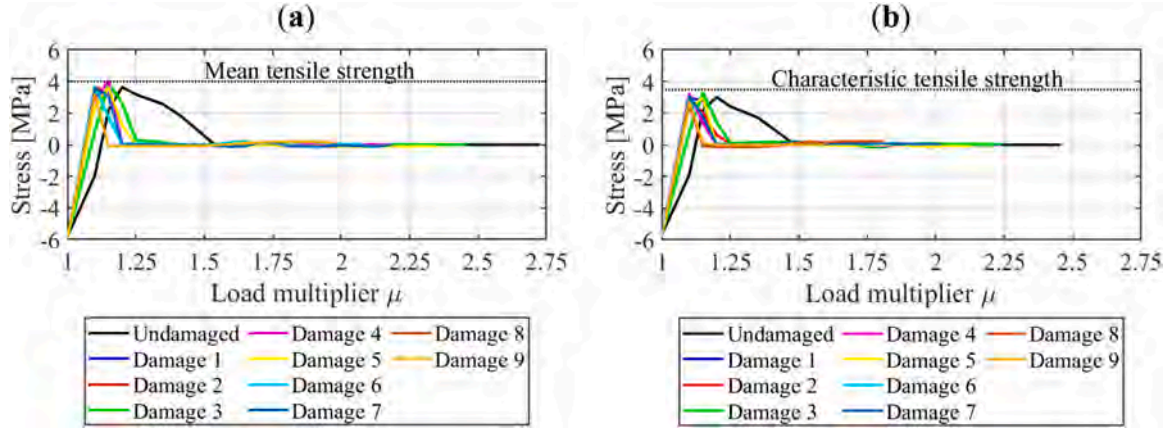 (a)
Mean tensile strength
Stress [MPa]
6
4
2
0
-2
-4
-6
1 1.25 1.5 1.75 2 2.25 2.5 2.75
Load multiplier μ
Undamaged Damage 4 Damage 8
Damage 1 Damage 5 Damage 9
Damage 2 Damage 6
Damage 3 Damage 7
(b)
Characteristic tensile strength
Stress [MPa]
6
4
2
0
-2
-4
-6
1 1.25 1.5 1.75 2 2.25 2.5 2.75
Load multiplier μ
Undamaged Damage 4 Damage 8
Damage 1 Damage 5 Damage 9
Damage 2 Damage 6
Damage 3 Damage 7